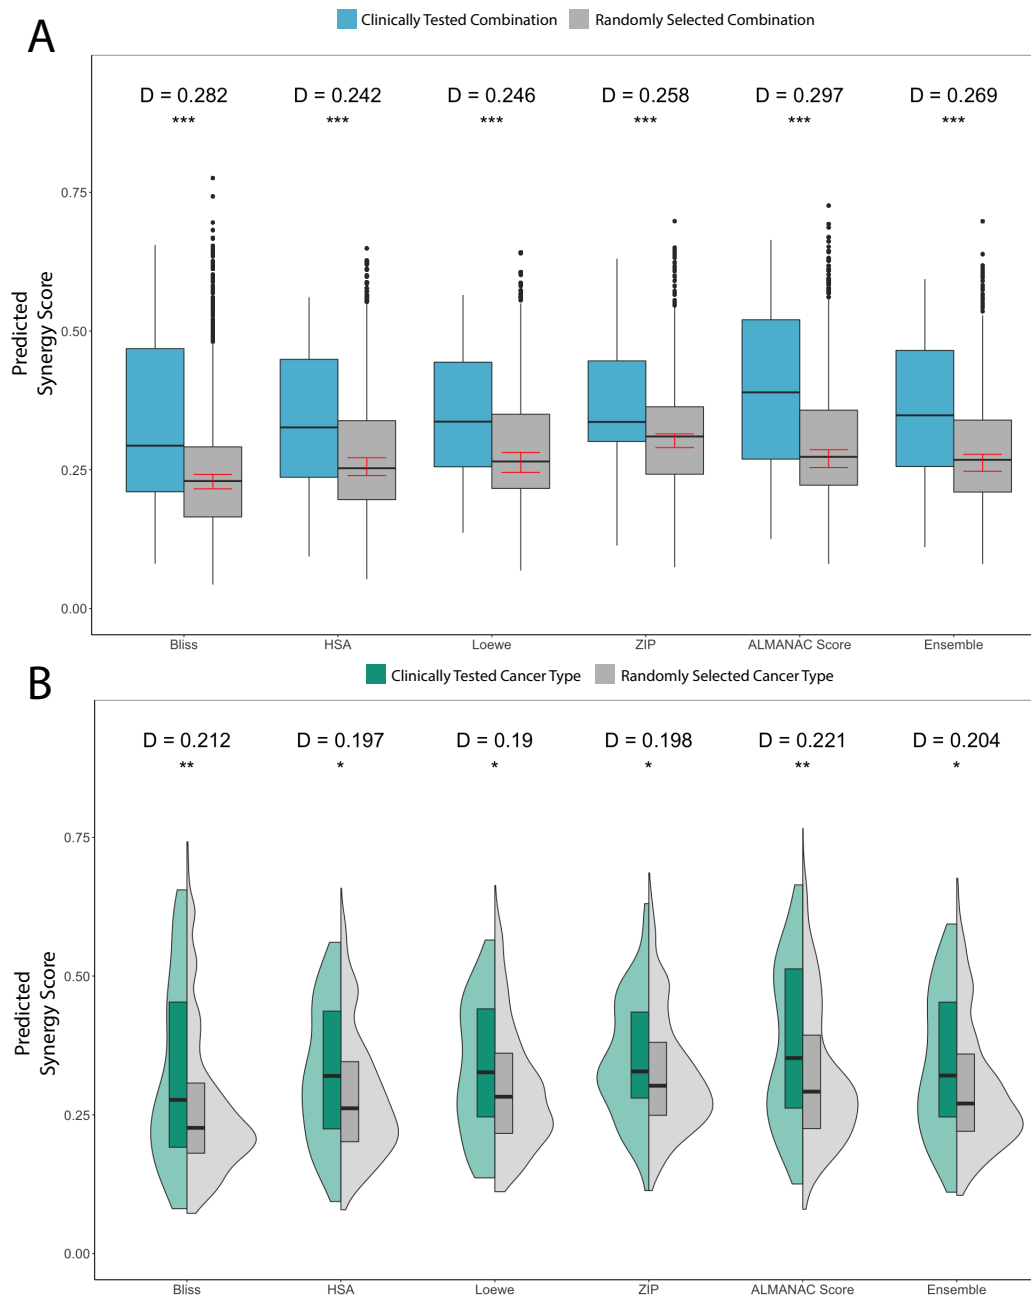 A
Clinically Tested Combination Randomly Selected Combination
D = 0.282 D = 0.242 D = 0.246 D = 0.258 D = 0.297 D = 0.269
*** *** *** *** *** ***
Predicted
Synergy Score
0.75
0.50
0.25
0.00
Bliss HSA Loewe ZIP ALMANAC Score Ensemble
B
Clinically Tested Cancer Type Randomly Selected Cancer Type
D = 0.212 D = 0.197 D = 0.19 D = 0.198 D = 0.221 D = 0.204
** * * * ** *
Predicted
Synergy Score
0.75
0.50
0.25
0.00
Bliss HSA Loewe ZIP ALMANAC Score Ensemble